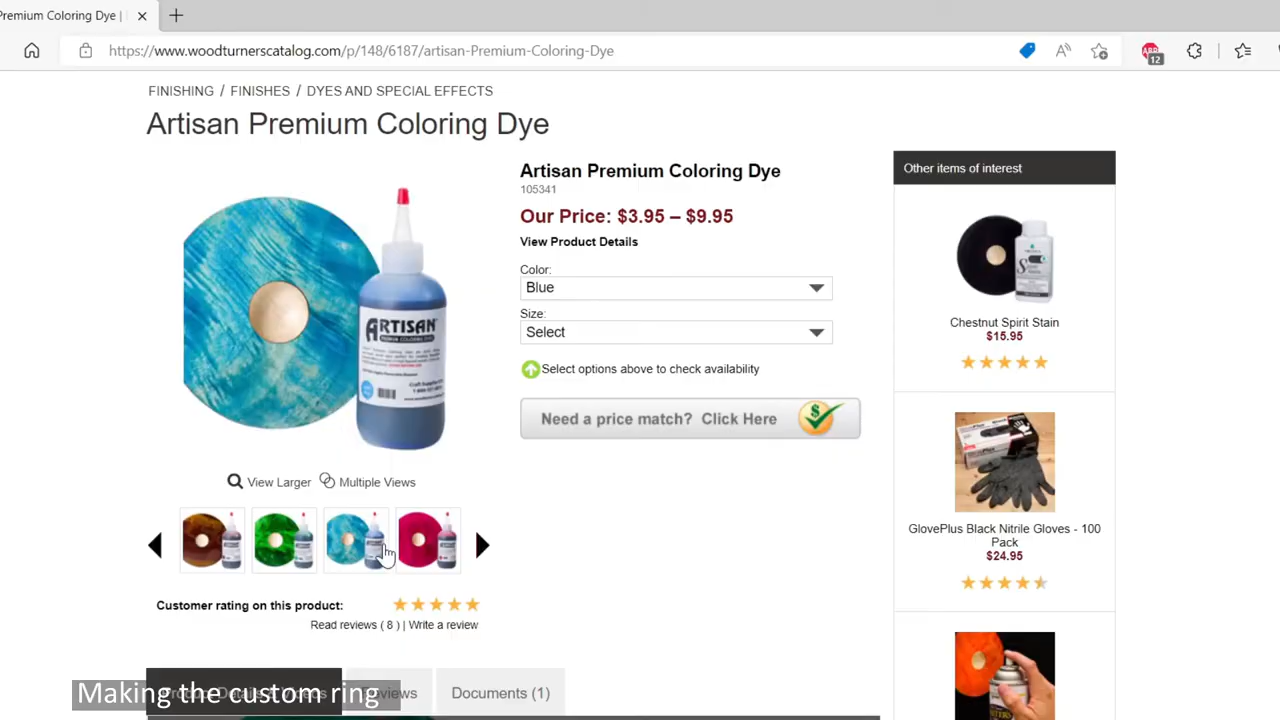 Premium Coloring Dye |
https://www.woodturnerscatalog.com/p/148/6187/artisan-Premium-Coloring-Dye
12
FINISHING / FINISHES / DYES AND SPECIAL EFFECTS
Artisan Premium Coloring Dye
ARTISAN
PREMIUM COLORING DYE
Artisan Premium Coloring Dye
105341
Our Price: $3.95 – $9.95
View Product Details
Color:
Blue
Size:
Select
Select options above to check availability
Need a price match? Click Here
View Larger
Multiple Views
Customer rating on this product:
Read reviews ( 8 ) | Write a review
Documents (1)
Making the custom ring
Other items of interest
Chestnut Spirit Stain
$15.95
GlovePlus Black Nitrile Gloves - 100
Pack
$24.95